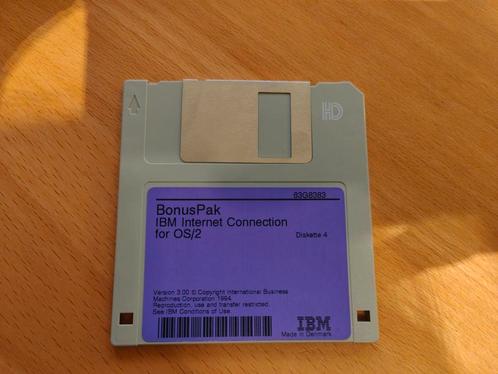 HD
83G8383
BonusPak
IBM Internet Connection
for OS/2
Diskette 4
Version 3.00 © Copyright International Business
Machines Corporation 1994.
Reproduction, use and transfer restricted.
See IBM Conditions of Use.
IBM
Made in Denmark